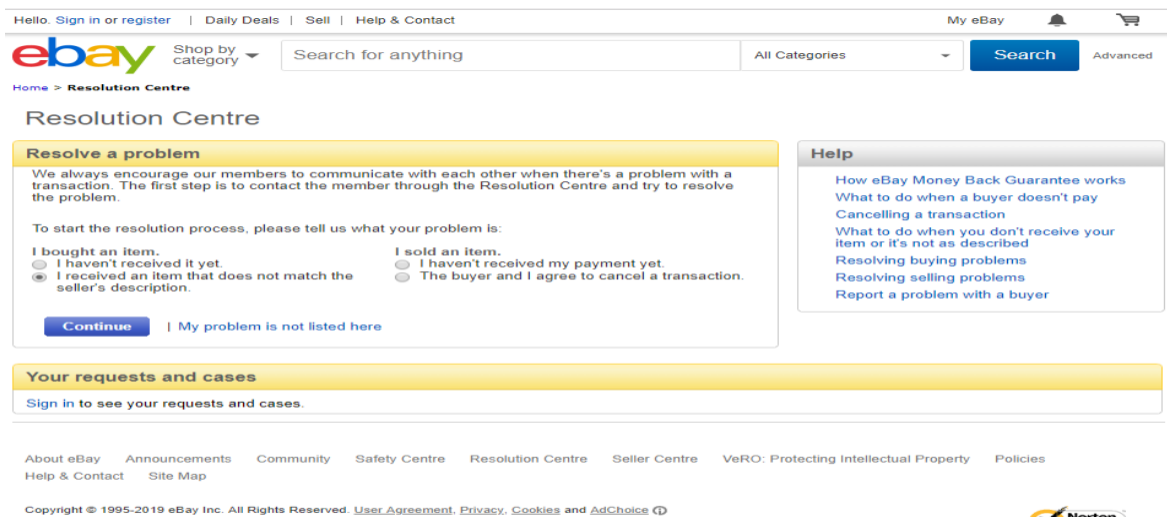 Hello. Sign in or register | Daily Deals | Sell | Help & Contact My eBay
ebay Shop by category Search for anything All Categories Search Advanced
Home > Resolution Centre
Resolution Centre
Resolve a problem
We always encourage our members to communicate with each other when there's a problem with a
transaction. The first step is to contact the member through the Resolution Centre and try to resolve
the problem.
To start the resolution process, please tell us what your problem is:
I bought an item.
I haven't received it yet.
I received an item that does not match the
seller's description.
I sold an item.
I haven't received my payment yet.
The buyer and I agree to cancel a transaction.
Continue | My problem is not listed here
Help
How eBay Money Back Guarantee works
What to do when a buyer doesn't pay
Cancelling a transaction
What to do when you don't receive your
item or it's not as described
Resolving buying problems
Resolving selling problems
Report a problem with a buyer
Your requests and cases
Sign in to see your requests and cases.
About eBay Announcements Community Safety Centre Resolution Centre Seller Centre VeRO: Protecting Intellectual Property Policies
Help & Contact Site Map
Copyright © 1995-2019 eBay Inc. All Rights Reserved. User Agreement, Privacy, Cookies and AdChoice
Norton